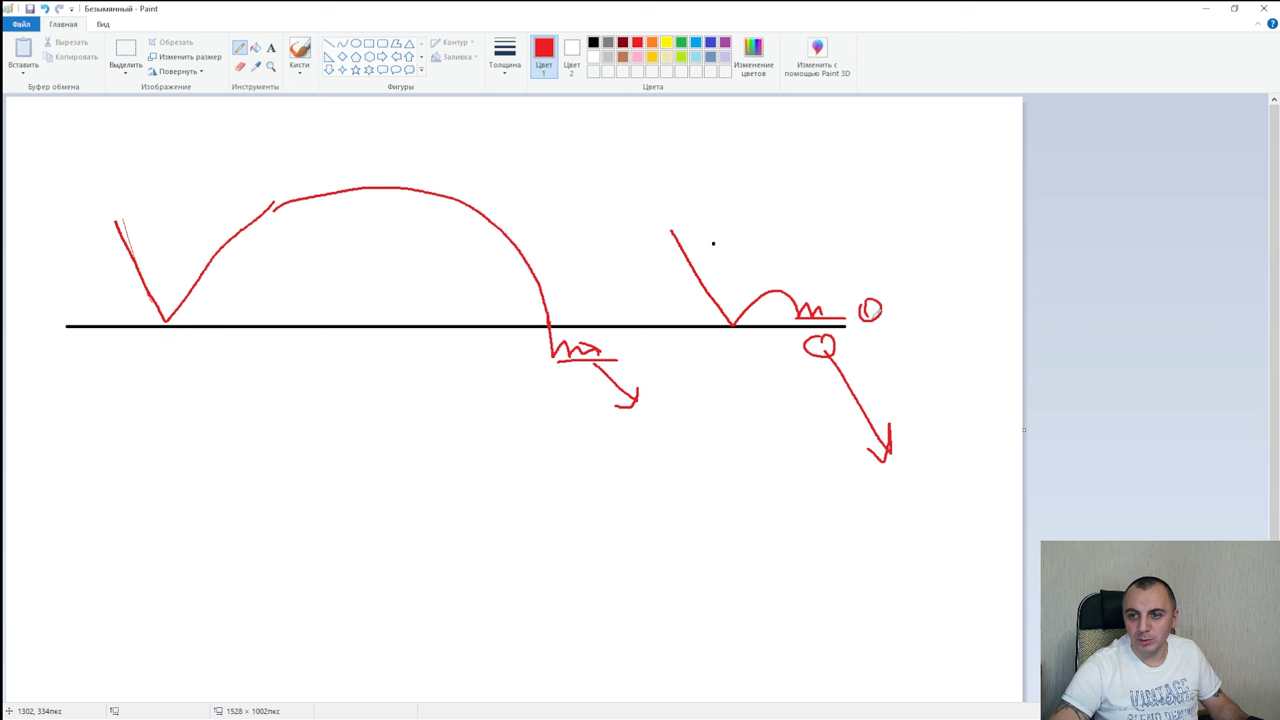 Безымянный - Paint
Файл Главная Вид
Вставить
Вырезать
Копировать
Буфер обмена
Выделить
Обрезать
Изменить размер
Повернуть
Изображение
A
Инструменты
Кисти
Контур
Заливка
Фигуры
Толщина
Цвет 1
Цвет 2
Изменение цветов
Цвета
Изменить с помощью Paint 3D
1302, 334пкс
1528 × 1002пкс
VINTAGE